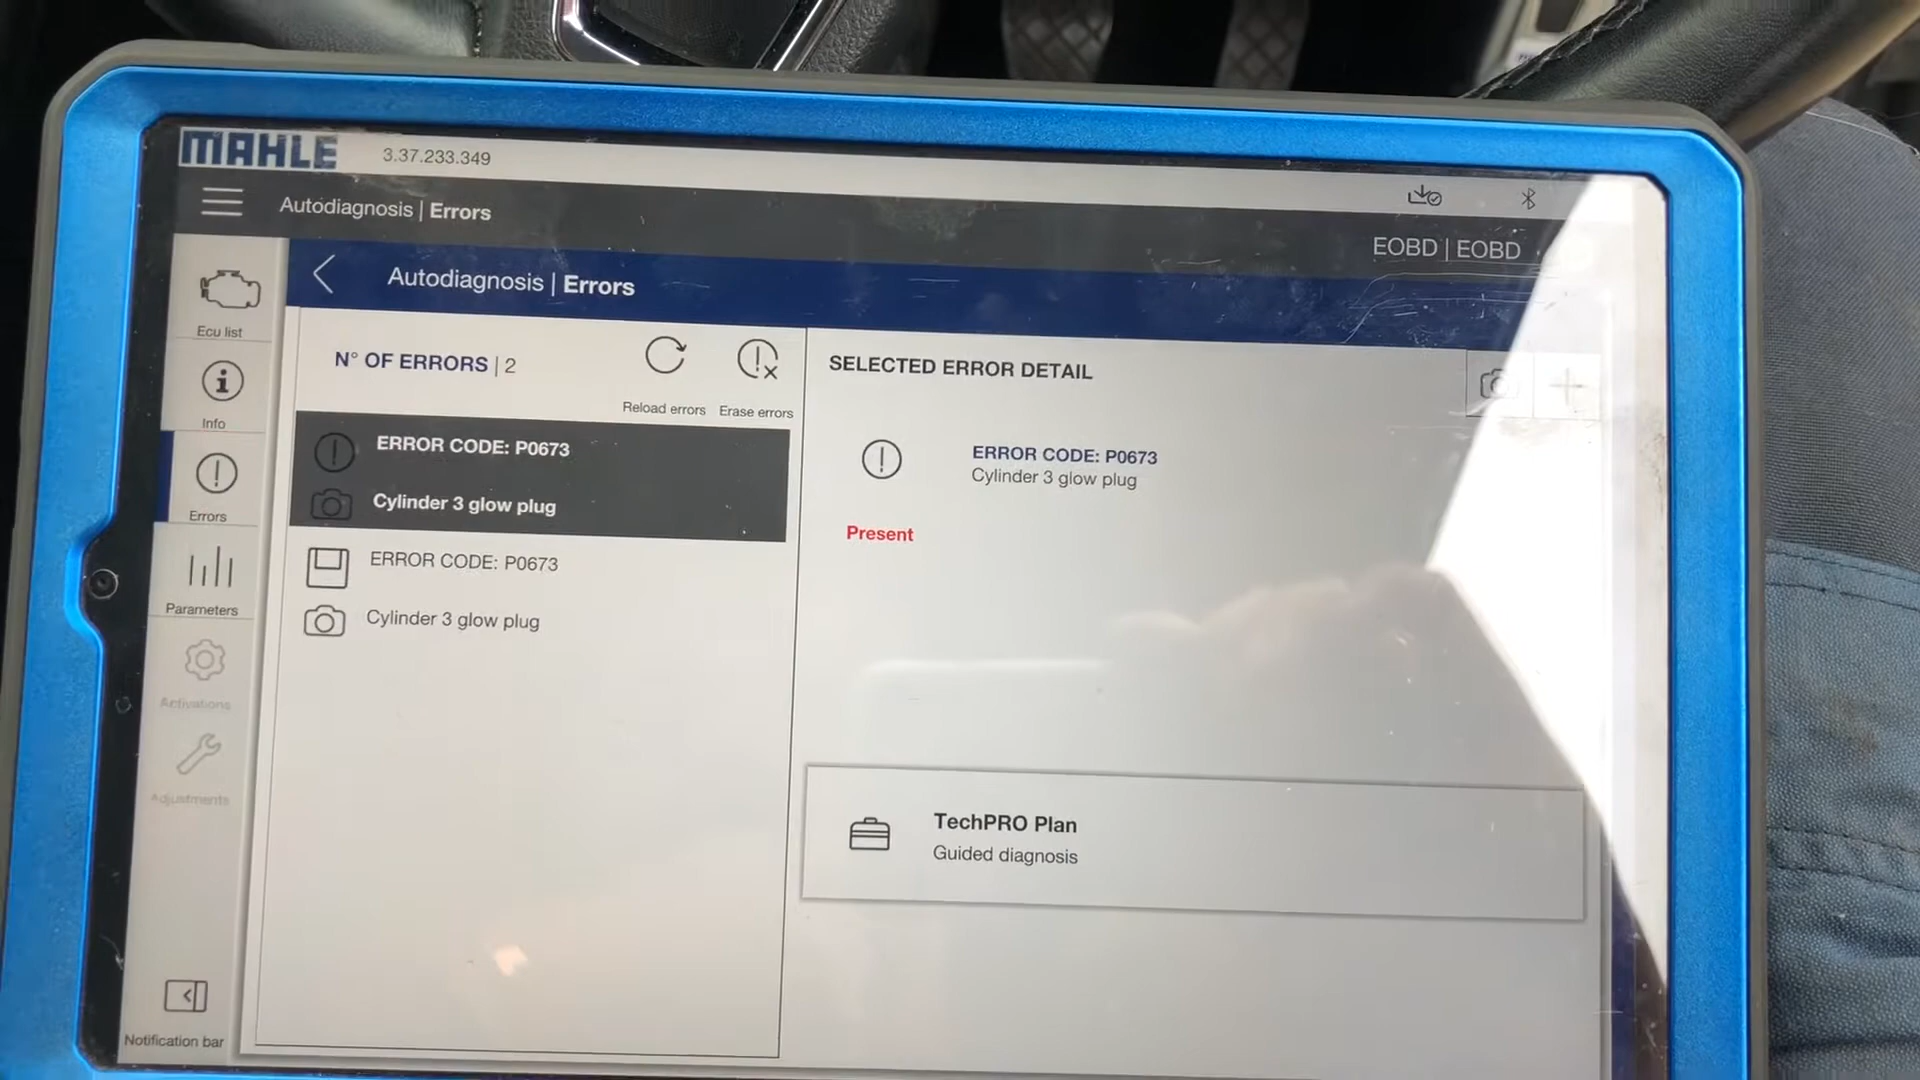 MAHLE
3.37.233.349
Autodiagnosis | Errors
EOBD | EOBD
Ecu list
Info
Errors
Parameters
Activations
Adjustments
Notification bar
Autodiagnosis | Errors
N° OF ERRORS | 2
Reload errors
Erase errors
ERROR CODE: P0673
Cylinder 3 glow plug
ERROR CODE: P0673
Cylinder 3 glow plug
SELECTED ERROR DETAIL
ERROR CODE: P0673
Cylinder 3 glow plug
Present
TechPRO Plan
Guided diagnosis